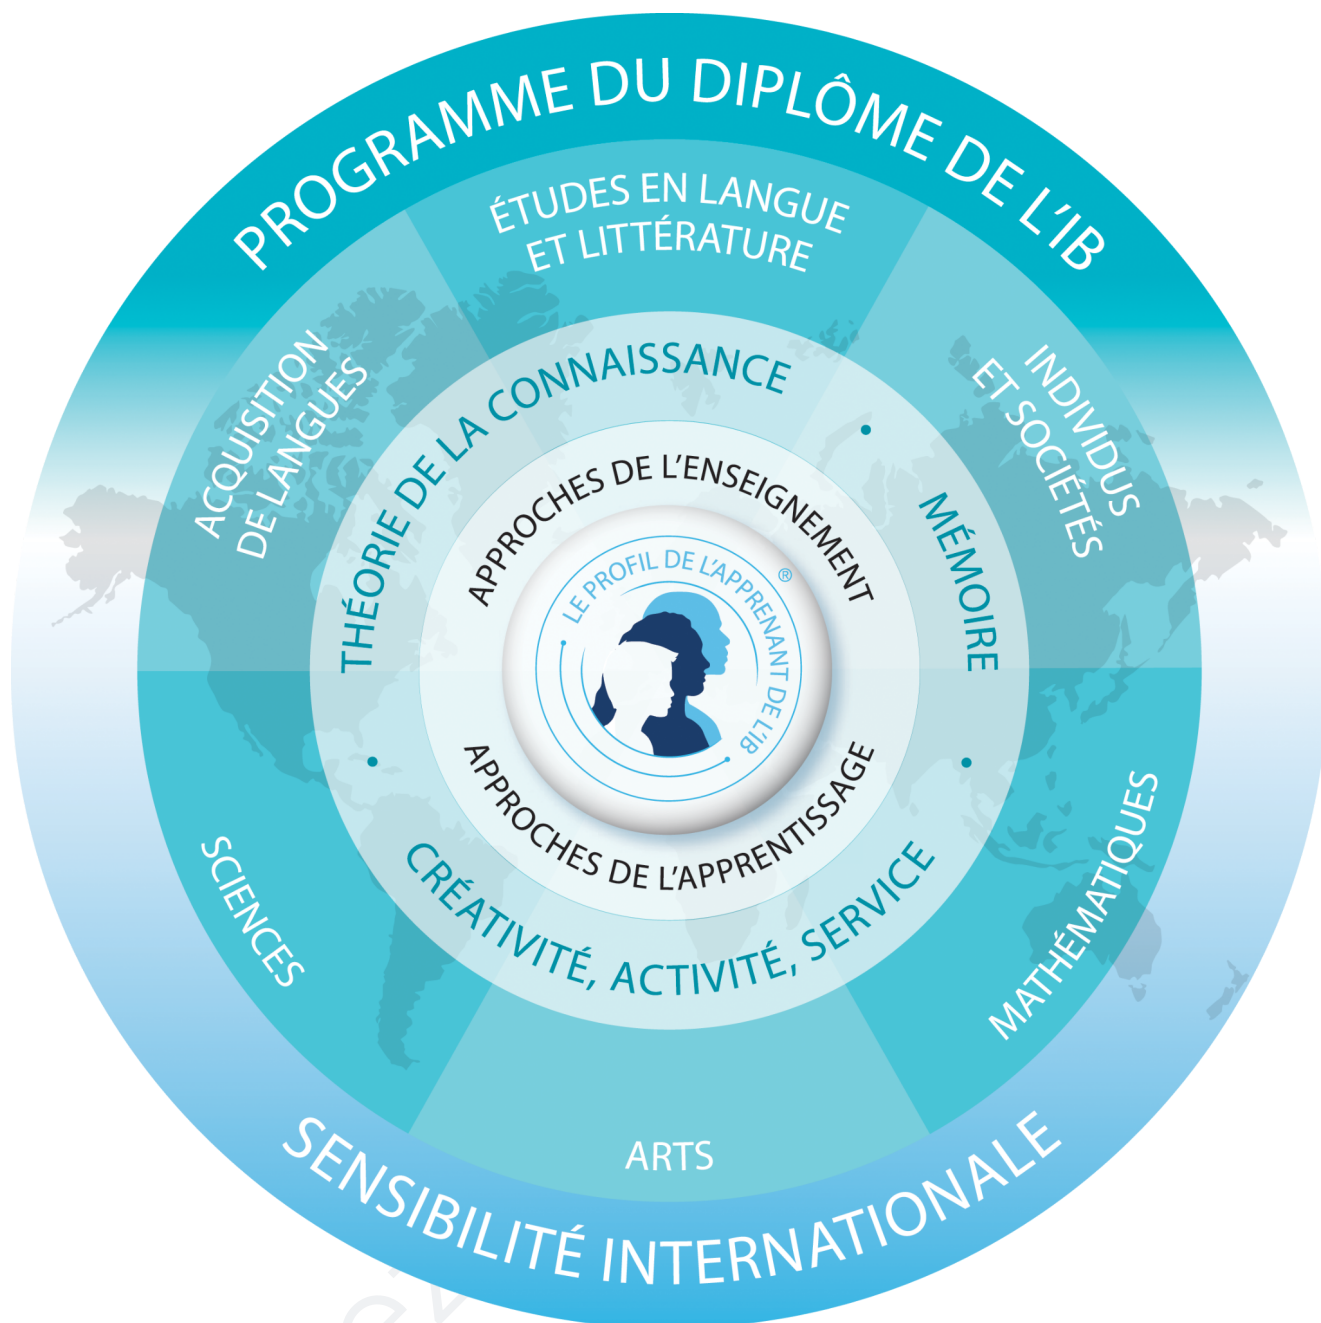 PROGRAMME DU DIPLÔME DE L'IB
ÉTUDES EN LANGUE
ET LITTÉRATURE
ACQUISITION
DE LANGUES
INDIVIDUS
ET SOCIÉTÉS
THÉORIE DE LA CONNAISSANCE
MÉMOIRE
APPROCHES DE L'ENSEIGNEMENT
LE PROFIL DE L'APPRENANT DE L'IB
®
APPROCHES DE L'APPRENTISSAGE
CRÉATIVITÉ, ACTIVITÉ, SERVICE
SCIENCES
MATHÉMATIQUES
ARTS
SENSIBILITÉ INTERNATIONALE